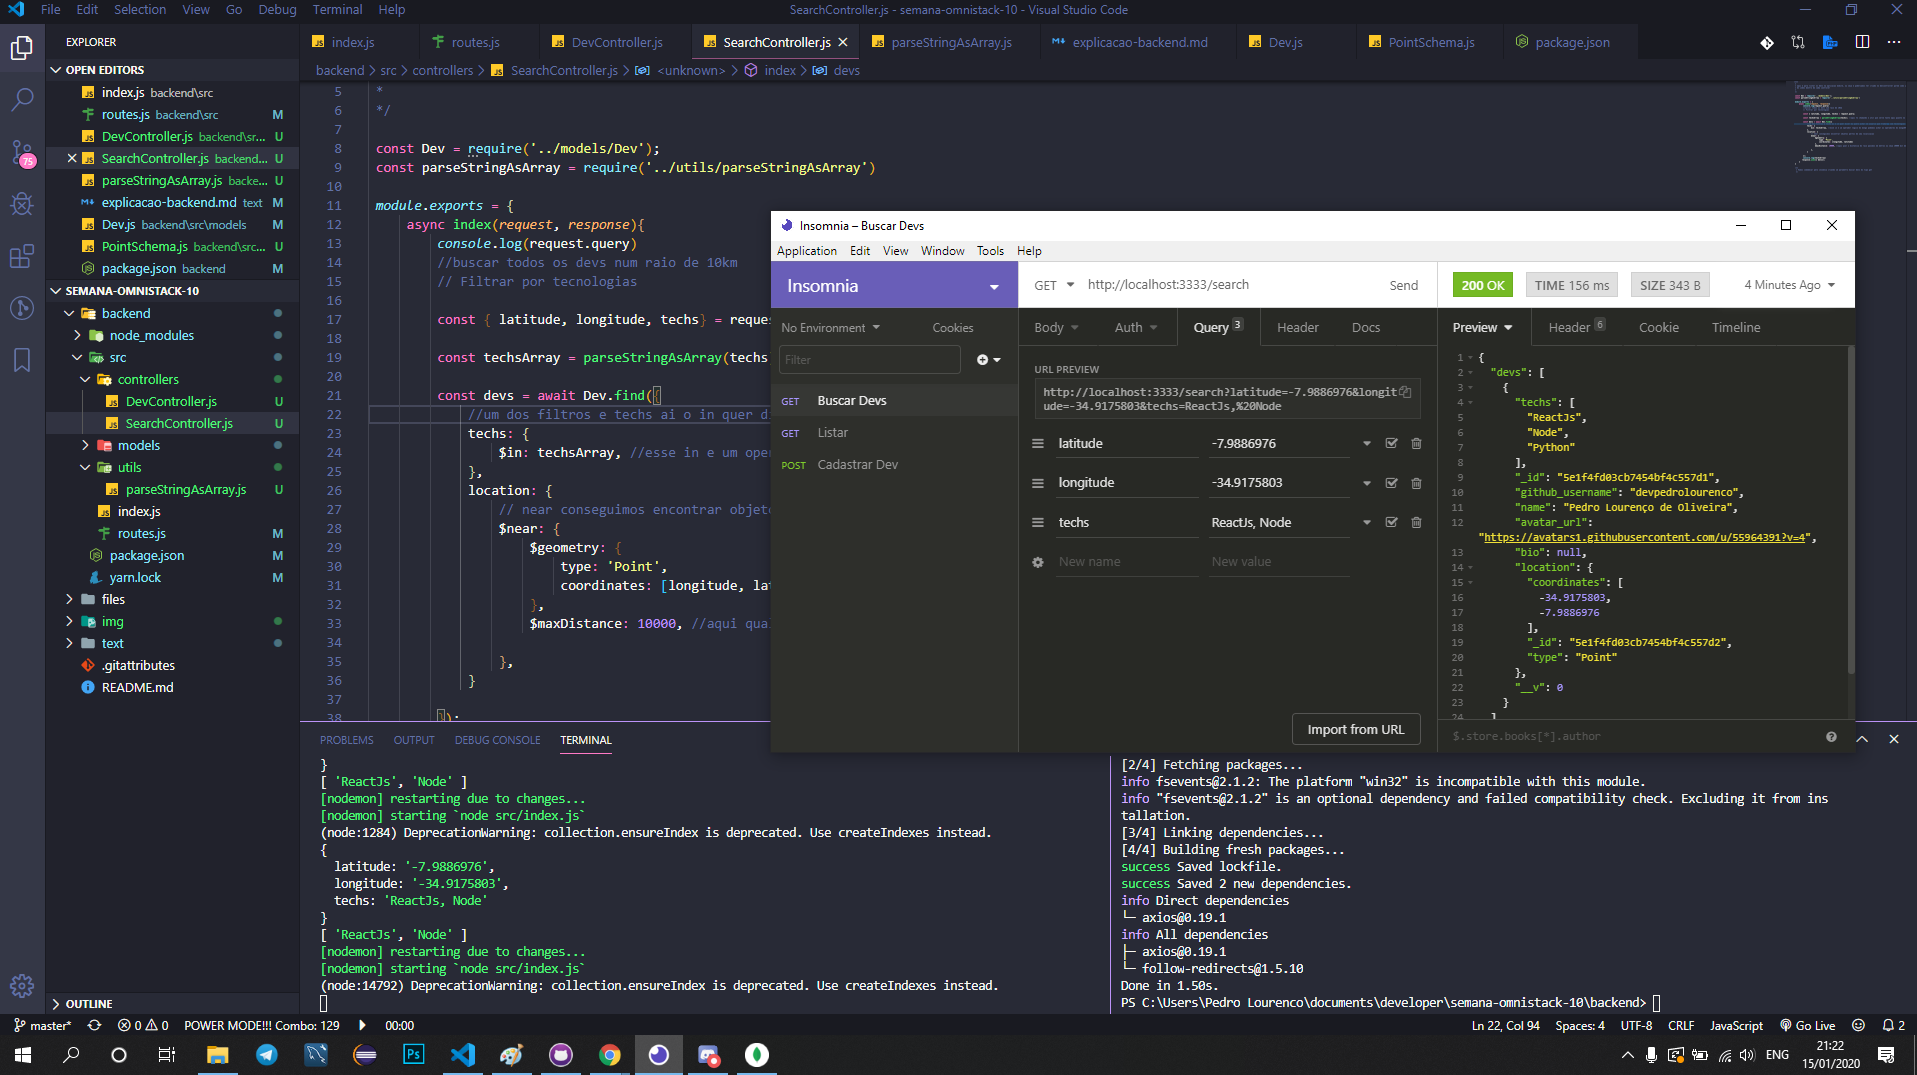 File Edit Selection View Go Debug Terminal Help
SearchController.js - semana-omnistack-10 - Visual Studio Code
EXPLORER
OPEN EDITORS
index.js backend\src
routes.js backend\src M
DevController.js backend\sr... U
SearchController.js backend... U
parseStringAsArray.js backe... U
explicacao-backend.md text M
Dev.js backend\src\models M
PointSchema.js backend\src... U
package.json backend M
SEMANA-OMNISTACK-10
backend
node_modules
src
controllers
DevController.js U
SearchController.js U
models
utils
parseStringAsArray.js U
index.js
routes.js M
package.json M
yarn.lock M
files
img
text
.gitattributes
README.md
OUTLINE
75
index.js routes.js DevController.js SearchController.js parseStringAsArray.js explicacao-backend.md Dev.js PointSchema.js package.json
backend > src > controllers > SearchController.js > <unknown> > index > devs
5 *
6 */
7
8 const Dev = require('../models/Dev');
9 const parseStringAsArray = require('../utils/parseStringAsArray')
10
11 module.exports = {
12 async index(request, response){
13 console.log(request.query)
14 //buscar todos os devs num raio de 10km
15 // Filtrar por tecnologias
16
17 const { latitude, longitude, techs} = reque
18
19 const techsArray = parseStringAsArray(techs
20
21 const devs = await Dev.find({
22 //um dos filtros e techs ai o in quer d
23 techs: {
24 $in: techsArray, //esse in e um oper
25 },
26 location: {
27 // near conseguimos encontrar objeto
28 $near: {
29 $geometry: {
30 type: 'Point',
31 coordinates: [longitude, lat
32 },
33 $maxDistance: 10000, //aqui qua
34
35 },
36 }
37
38 });
Insomnia – Buscar Devs
Application Edit View Window Tools Help
Insomnia
No Environment Cookies
Filter
GET Buscar Devs
GET Listar
POST Cadastrar Dev
GET http://localhost:3333/search Send
Body Auth Query 3 Header Docs
URL PREVIEW
http://localhost:3333/search?latitude=-7.9886976&longit
ude=-34.9175803&techs=ReactJs,%20Node
latitude -7.9886976
longitude -34.9175803
techs ReactJs, Node
New name New value
Import from URL
200 OK TIME 156 ms SIZE 343 B 4 Minutes Ago
Preview Header 6 Cookie Timeline
1 {
2 "devs": [
3 {
4 "techs": [
5 "ReactJs",
6 "Node",
7 "Python"
8 ],
9 "_id": "5e1f4fd03cb7454bf4c557d1",
10 "github_username": "devpedrolourenco",
11 "name": "Pedro Lourenço de Oliveira",
12 "avatar_url":
"https://avatars1.githubusercontent.com/u/55964391?v=4",
13 "bio": null,
14 "location": {
15 "coordinates": [
16 -34.9175803,
17 -7.9886976
18 ],
19 "_id": "5e1f4fd03cb7454bf4c557d2",
20 "type": "Point"
21 },
22 "__v": 0
23 }
24 ]
$.store.books[*].author
PROBLEMS OUTPUT DEBUG CONSOLE TERMINAL
}
[ 'ReactJs', 'Node' ]
[nodemon] restarting due to changes...
[nodemon] starting `node src/index.js`
(node:1284) DeprecationWarning: collection.ensureIndex is deprecated. Use createIndexes instead.
{
latitude: '-7.9886976',
longitude: '-34.9175803',
techs: 'ReactJs, Node'
}
[ 'ReactJs', 'Node' ]
[nodemon] restarting due to changes...
[nodemon] starting `node src/index.js`
(node:14792) DeprecationWarning: collection.ensureIndex is deprecated. Use createIndexes instead.
[2/4] Fetching packages...
info fsevents@2.1.2: The platform "win32" is incompatible with this module.
info "fsevents@2.1.2" is an optional dependency and failed compatibility check. Excluding it from ins
tallation.
[3/4] Linking dependencies...
[4/4] Building fresh packages...
success Saved lockfile.
success Saved 2 new dependencies.
info Direct dependencies
└─ axios@0.19.1
info All dependencies
├─ axios@0.19.1
└─ follow-redirects@1.5.10
Done in 1.50s.
PS C:\Users\Pedro Lourenco\documents\developer\semana-omnistack-10\backend>
master* 0 0 POWER MODE!!! Combo: 129 00:00
Ln 22, Col 94 Spaces: 4 UTF-8 CRLF JavaScript Go Live 2
Ps
ENG
21:22
15/01/2020